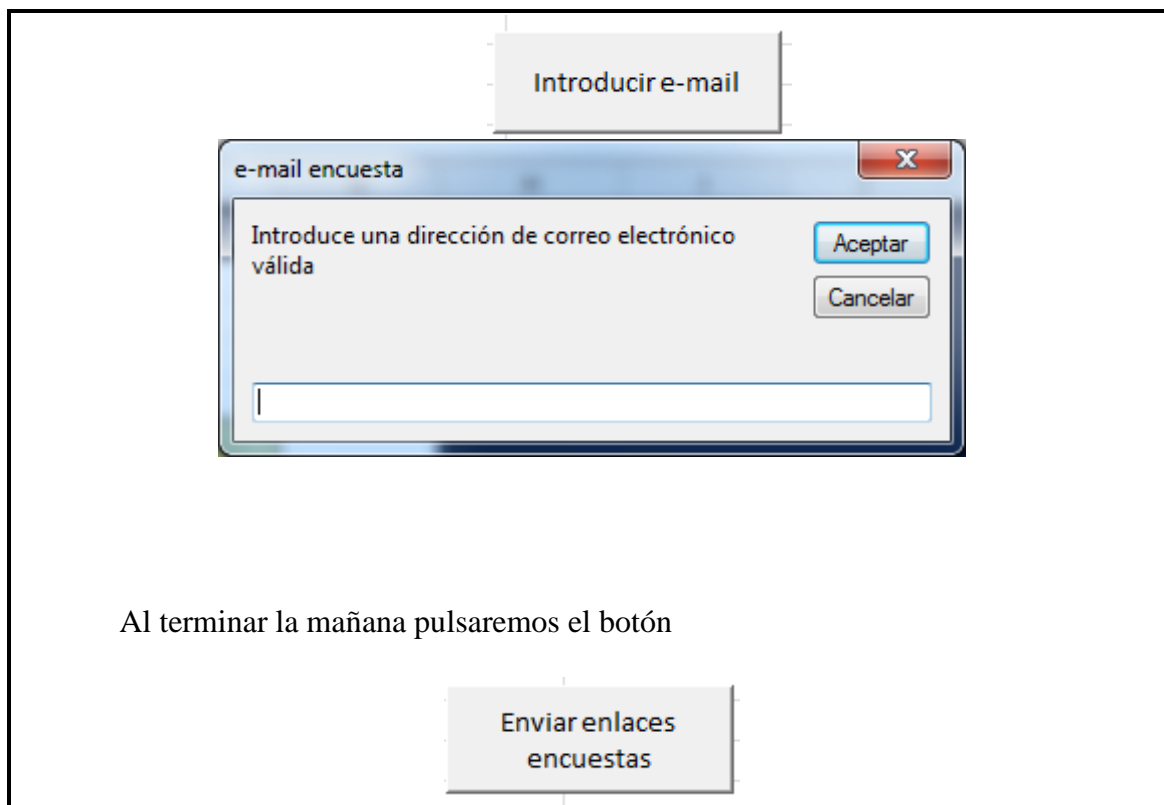 Introducir e-mail
e-mail encuesta
Introduce una dirección de correo electrónico
válida
Aceptar
Cancelar
Al terminar la mañana pulsaremos el botón
Enviar enlaces
encuestas